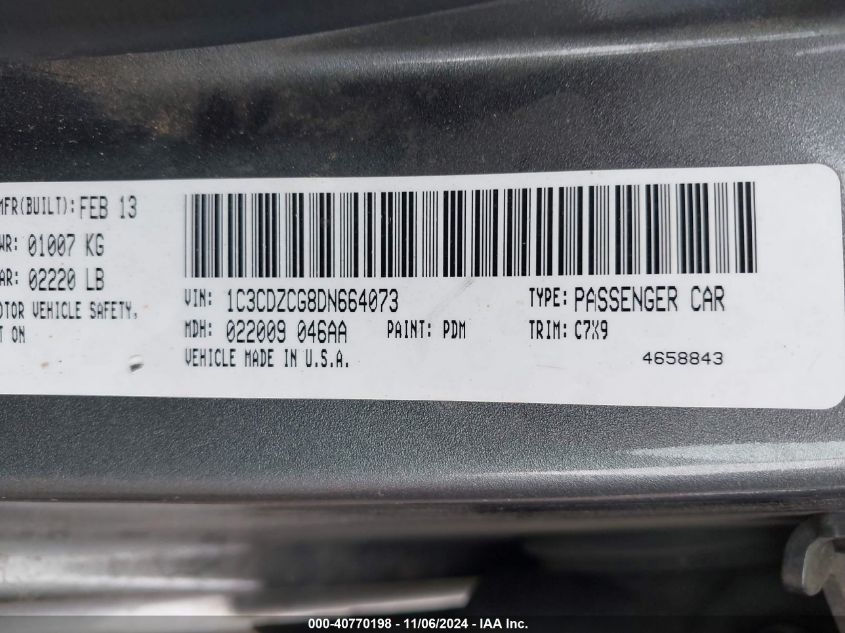 MFR(BUILT): FEB 13
WR: 01007 KG
AR: 02220 LB
OTOR VEHICLE SAFETY,
T ON
VIN: 1C3CDZCG8DN664073
TYPE: PASSENGER CAR
MDH: 022009 046AA PAINT: PDM
TRIM: C7X9
VEHICLE MADE IN U.S.A.
4658843
000-40770198 - 11/06/2024 - IAA Inc.